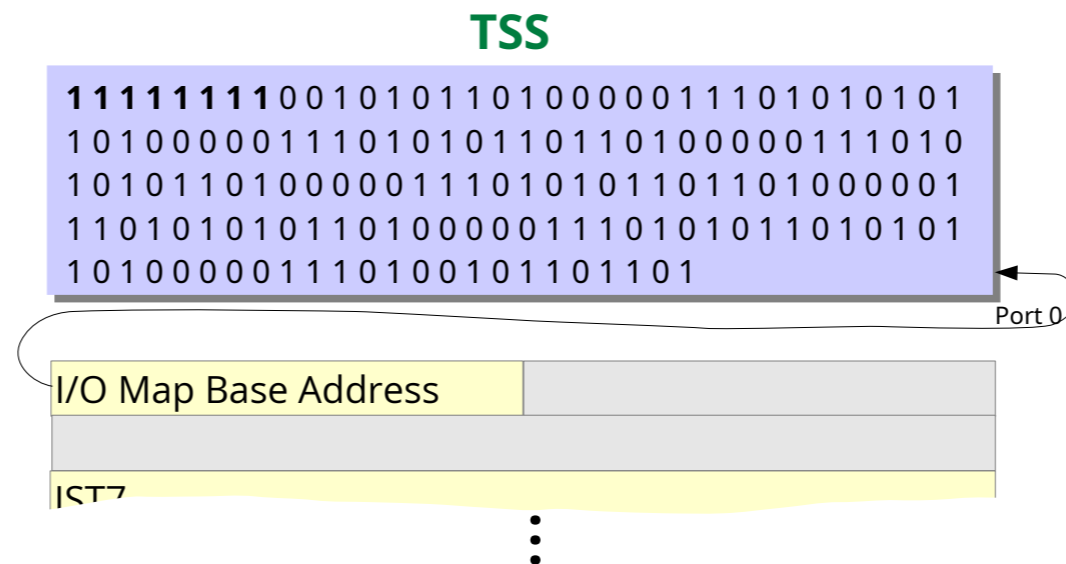 TSS
1 1 1 1 1 1 1 1 0 0 1 0 1 0 1 1 0 1 0 0 0 0 0 1 1 1 0 1 0 1 0 1 0 1
1 0 1 0 0 0 0 0 1 1 1 0 1 0 1 0 1 1 0 1 1 0 1 0 0 0 0 0 1 1 1 0 1 0
1 0 1 0 1 1 0 1 0 0 0 0 0 1 1 1 0 1 0 1 0 1 1 0 1 1 0 1 0 0 0 0 0 1
1 1 0 1 0 1 0 1 0 1 1 0 1 0 0 0 0 0 1 1 1 0 1 0 1 0 1 1 0 1 0 1 0 1
1 0 1 0 0 0 0 0 1 1 1 0 1 0 0 1 0 1 1 0 1 1 0 1
Port 0
I/O Map Base Address
IST7